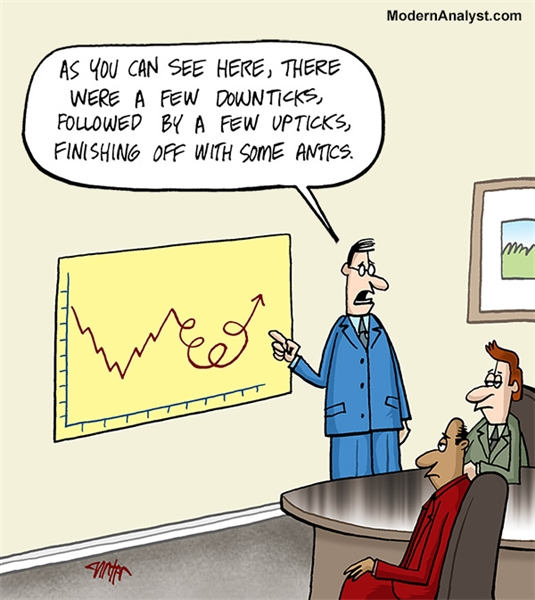 ModernAnalyst.com
AS YOU CAN SEE HERE, THERE
WERE A FEW DOWNTICKS,
FOLLOWED BY A FEW UPTICKS,
FINISHING OFF WITH SOME ANTICS.